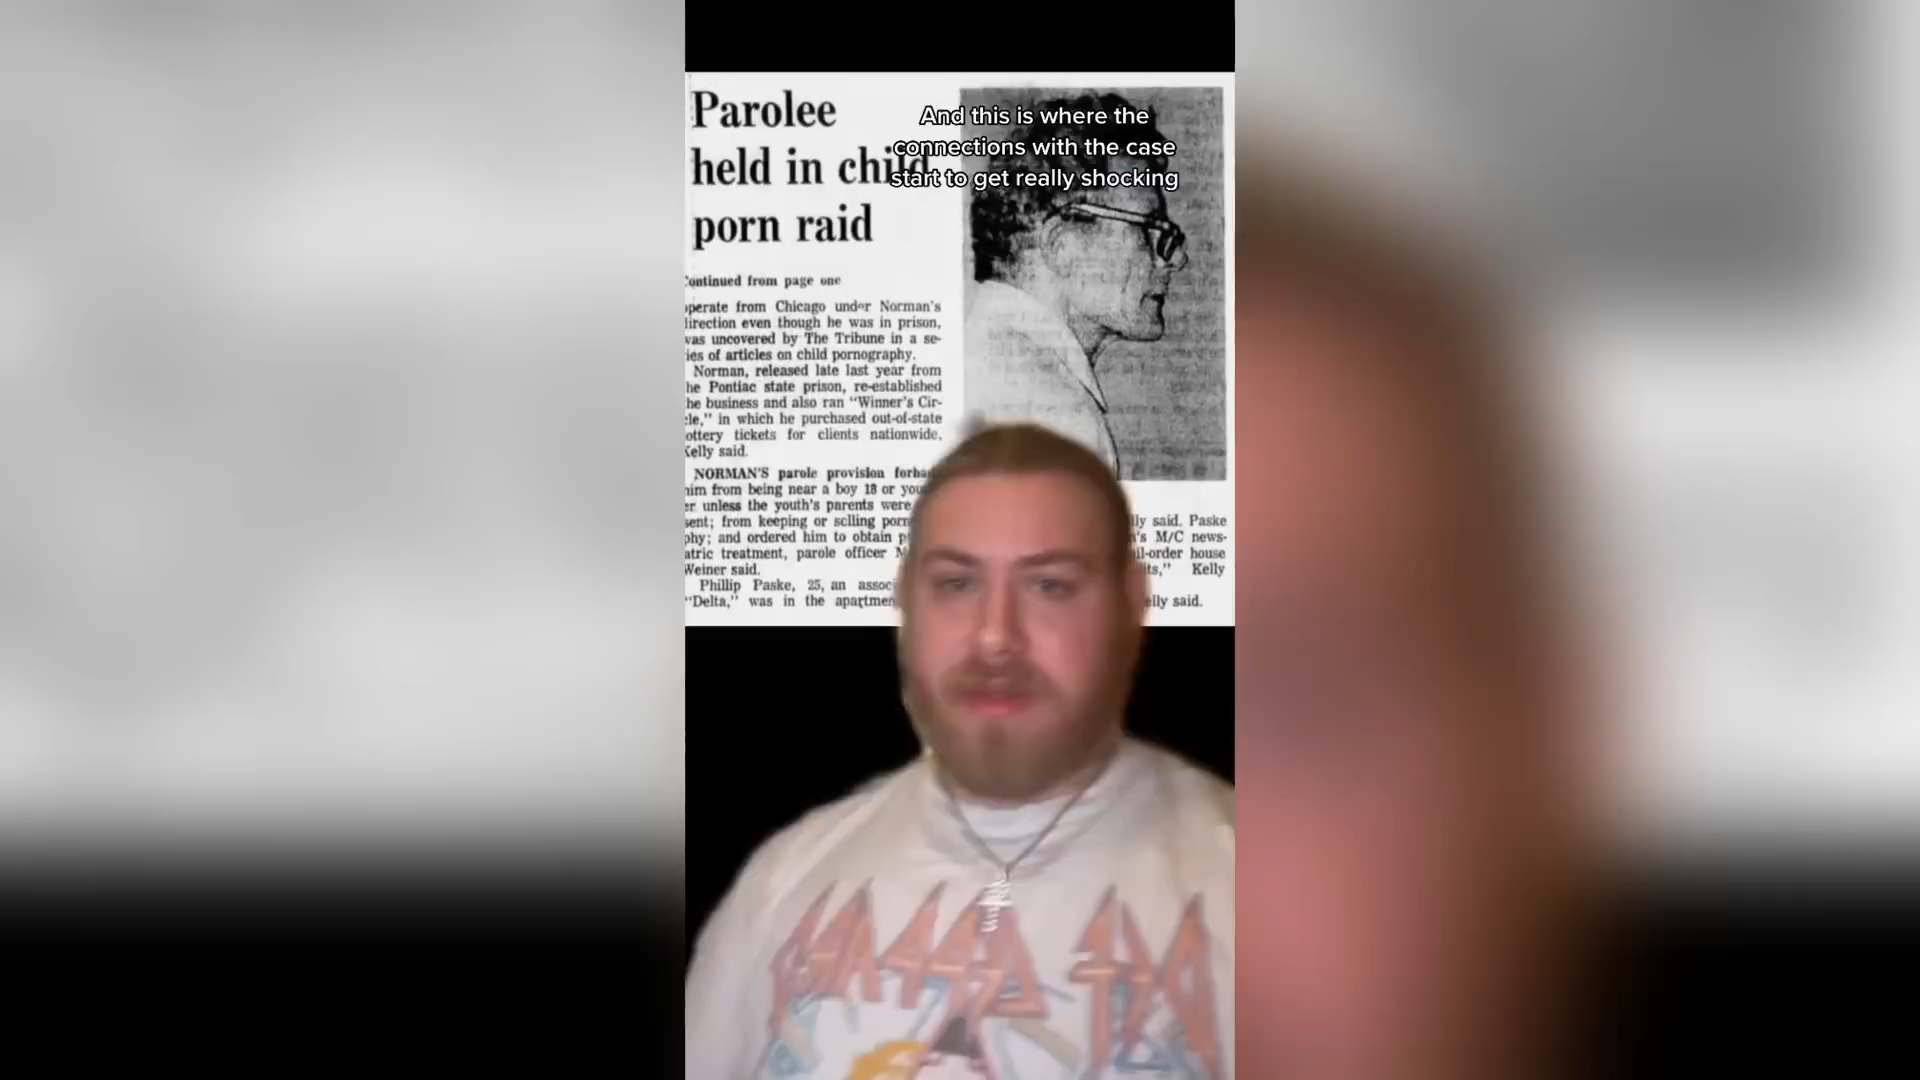 Parolee
held in child
porn raid
And this is where the
connections with the case
start to get really shocking
Continued from page one
operate from Chicago under Norman's
direction even though he was in prison,
was uncovered by The Tribune in a se-
ries of articles on child pornography.
Norman, released late last year from
the Pontiac state prison, re-established
the business and also ran "Winner's Cir-
cle," in which he purchased out-of-state
lottery tickets for clients nationwide,
Kelly said.
NORMAN'S parole provision
him from being near a boy 18 or
unless the youth's parents were
from keeping or selling
and ordered him to obtain
treatment, parole officer
Weiner said.
Phillip Paske, 25, an
"Delta," was in the
said. Paske
M/C news-
house
Kelly
said.